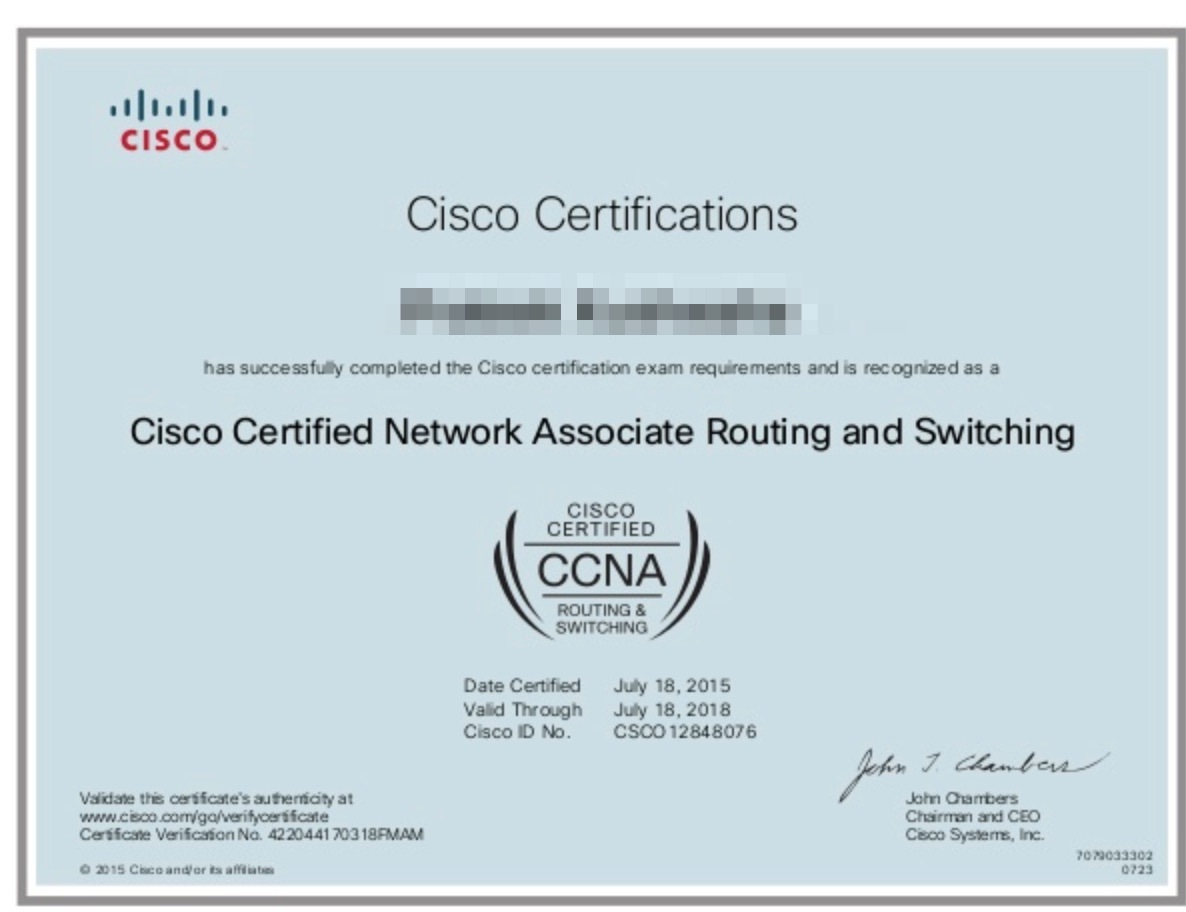 CISCO
Cisco Certifications
has successfully completed the Cisco certification exam requirements and is recognized as a
Cisco Certified Network Associate Routing and Switching
CISCO
CERTIFIED
CCNA
ROUTING &
SWITCHING
Date Certified July 18, 2015
Valid Through July 18, 2018
Cisco ID No. CSCO12848076
John T. Chambers
Validate this certificate's authenticity at
www.cisco.com/go/verifycertificate
Certificate Verification No. 422044170318FMAM
John Chambers
Chairman and CEO
Cisco Systems, Inc.
© 2015 Cisco and/or its affiliates
7079033302
0723